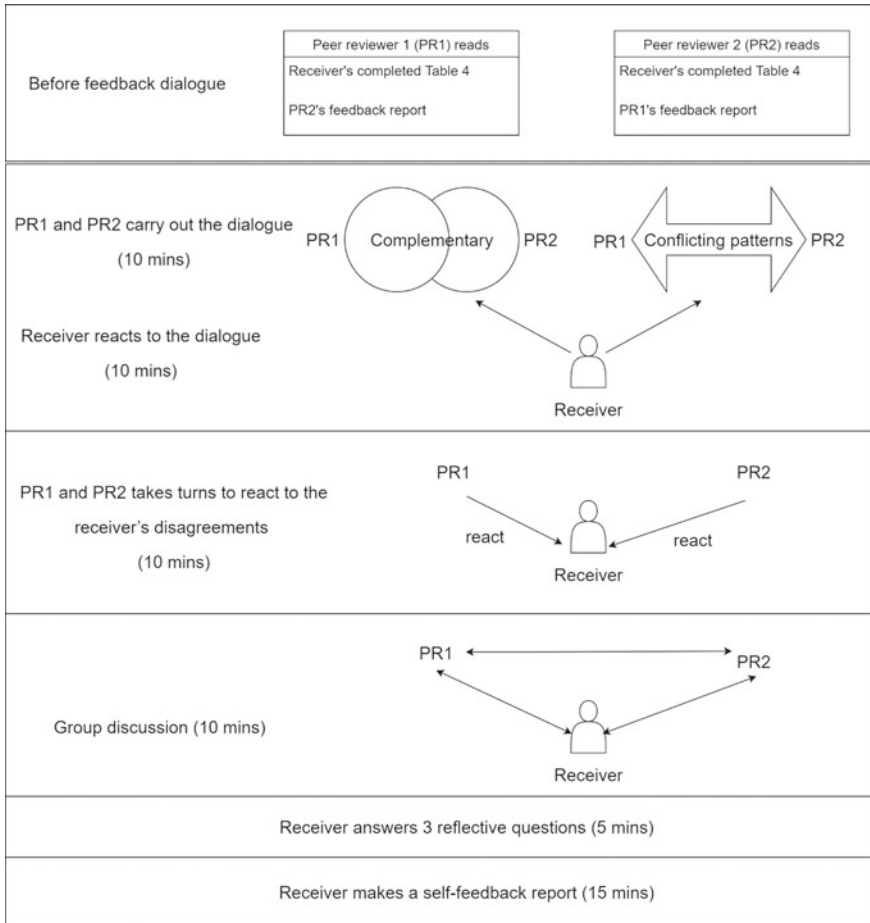 Before feedback dialogue
Peer reviewer 1 (PR1) reads
Receiver's completed Table 4
PR2's feedback report
Peer reviewer 2 (PR2) reads
Receiver's completed Table 4
PR1's feedback report
PR1 and PR2 carry out the dialogue
(10 mins)
Receiver reacts to the dialogue
(10 mins)
PR1
Complementary
PR2
PR1
Conflicting patterns
PR2
Receiver
PR1 and PR2 takes turns to react to the
receiver's disagreements
(10 mins)
PR1
PR2
react
react
Receiver
Group discussion (10 mins)
PR1
PR2
Receiver
Receiver answers 3 reflective questions (5 mins)
Receiver makes a self-feedback report (15 mins)